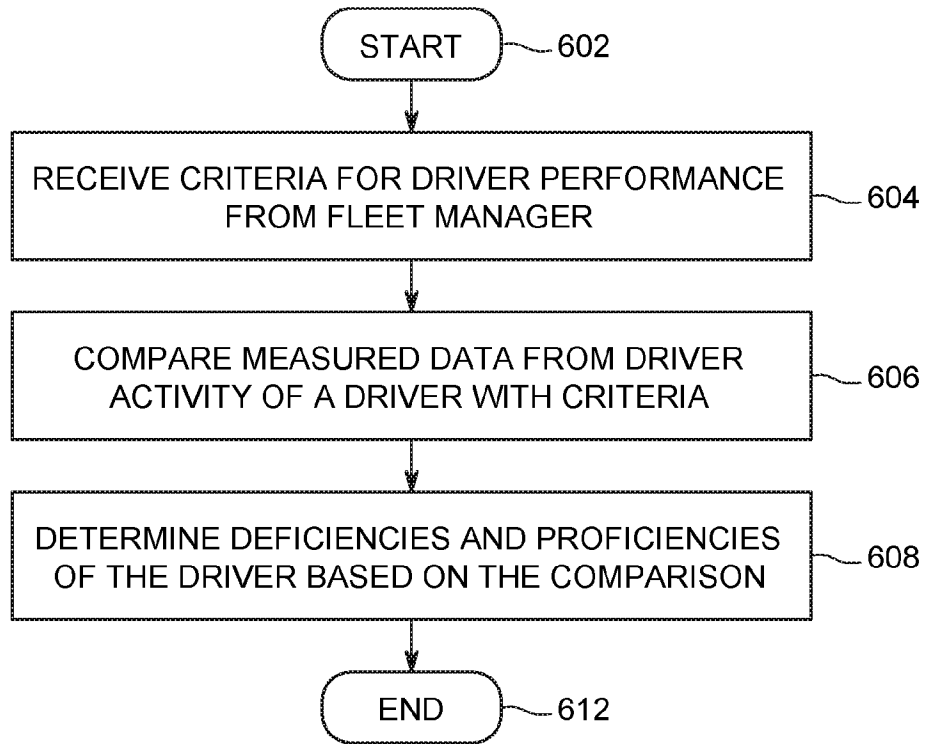 START
602
RECEIVE CRITERIA FOR DRIVER PERFORMANCE
FROM FLEET MANAGER
604
COMPARE MEASURED DATA FROM DRIVER
ACTIVITY OF A DRIVER WITH CRITERIA
606
DETERMINE DEFICIENCIES AND PROFICIENCIES
OF THE DRIVER BASED ON THE COMPARISON
608
END
612